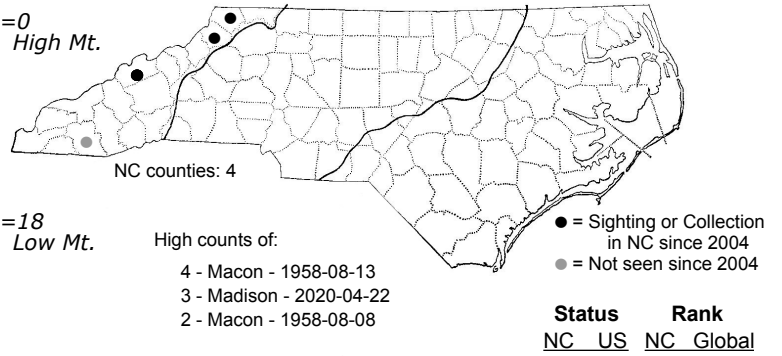 =0
High Mt.
NC counties: 4
=18
Low Mt.
High counts of:
4 - Macon - 1958-08-13
3 - Madison - 2020-04-22
2 - Macon - 1958-08-08
● = Sighting or Collection
in NC since 2004
● = Not seen since 2004
Status Rank
NC US NC Global